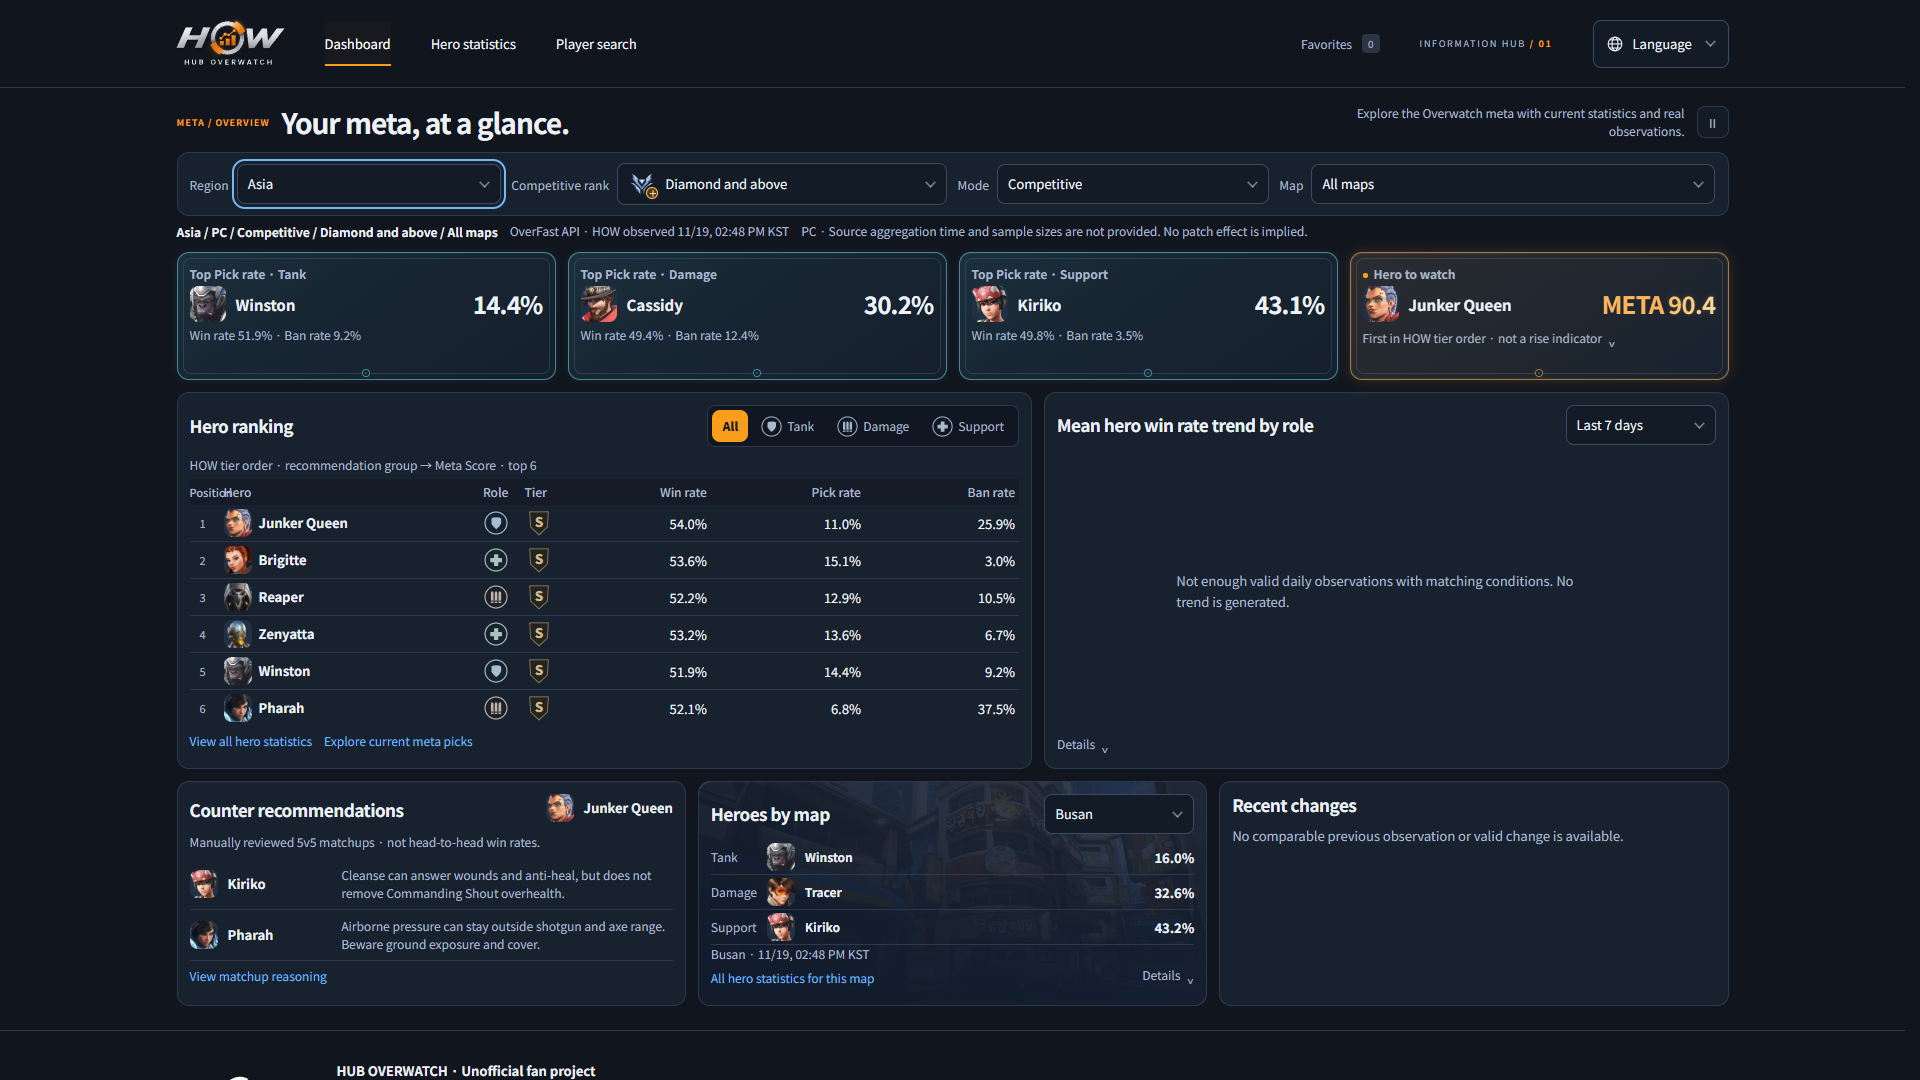 HOW
HUB OVERWATCH
Dashboard
Hero statistics
Player search
Favorites 0
INFORMATION HUB / 01
Language
META / OVERVIEW
Your meta, at a glance.
Explore the Overwatch meta with current statistics and real
observations.
Region
Asia
Competitive rank
Diamond and above
Mode
Competitive
Map
All maps
Asia / PC / Competitive / Diamond and above / All maps
OverFast API · HOW observed 11/19, 02:48 PM KST
PC · Source aggregation time and sample sizes are not provided. No patch effect is implied.
Top Pick rate · Tank
Winston
14.4%
Win rate 51.9% · Ban rate 9.2%
Top Pick rate · Damage
Cassidy
30.2%
Win rate 49.4% · Ban rate 12.4%
Top Pick rate · Support
Kiriko
43.1%
Win rate 49.8% · Ban rate 3.5%
Hero to watch
Junker Queen
META 90.4
First in HOW tier order · not a rise indicator
Hero ranking
All
Tank
Damage
Support
HOW tier order · recommendation group → Meta Score · top 6
Position Hero Role Tier Win rate Pick rate Ban rate
1 Junker Queen S 54.0% 11.0% 25.9%
2 Brigitte S 53.6% 15.1% 3.0%
3 Reaper S 52.2% 12.9% 10.5%
4 Zenyatta S 53.2% 13.6% 6.7%
5 Winston S 51.9% 14.4% 9.2%
6 Pharah S 52.1% 6.8% 37.5%
View all hero statistics
Explore current meta picks
Mean hero win rate trend by role
Last 7 days
Not enough valid daily observations with matching conditions. No
trend is generated.
Details
Counter recommendations
Junker Queen
Manually reviewed 5v5 matchups · not head-to-head win rates.
Kiriko
Cleanse can answer wounds and anti-heal, but does not
remove Commanding Shout overhealth.
Pharah
Airborne pressure can stay outside shotgun and axe range.
Beware ground exposure and cover.
View matchup reasoning
Heroes by map
Busan
Tank Winston 16.0%
Damage Tracer 32.6%
Support Kiriko 43.2%
Busan · 11/19, 02:48 PM KST
All hero statistics for this map
Details
Recent changes
No comparable previous observation or valid change is available.
HUB OVERWATCH · Unofficial fan project